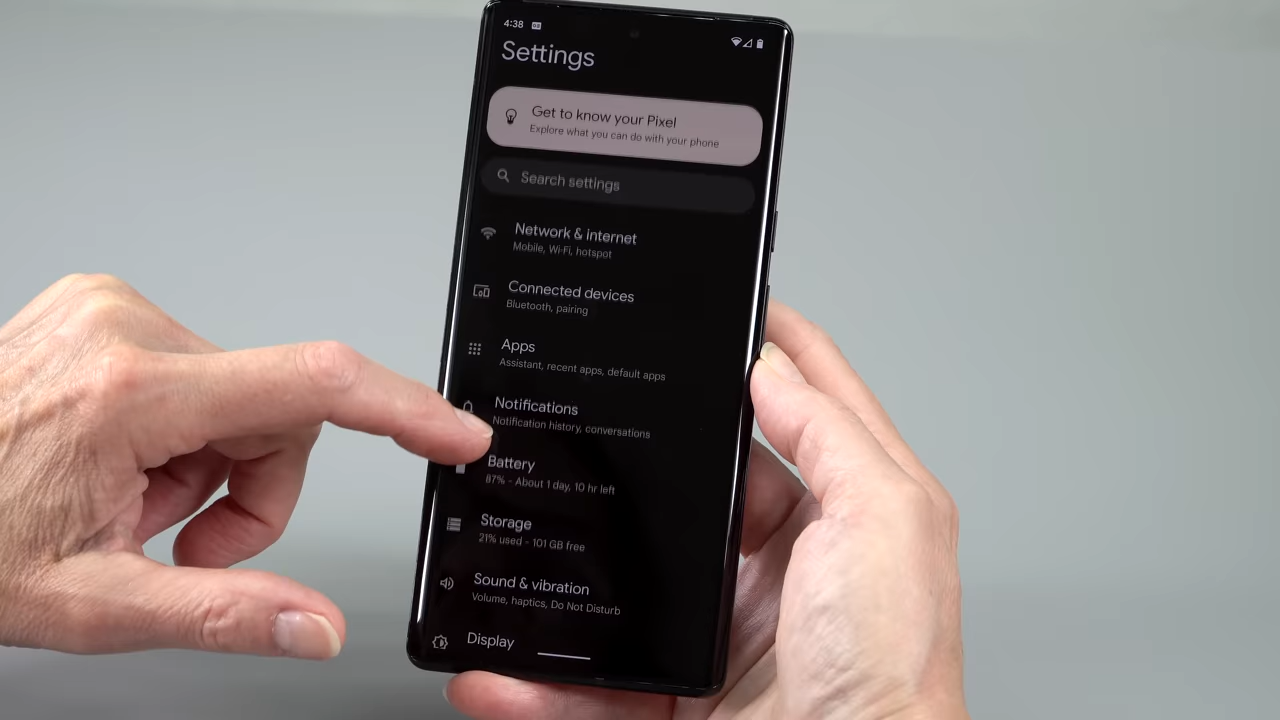 4:38
Settings
Get to know your Pixel
Explore what you can do with your phone
Search settings
Network & internet
Mobile, Wi-Fi, hotspot
Connected devices
Bluetooth, pairing
Apps
Assistant, recent apps, default apps
Notifications
Notification history, conversations
Battery
87% - About 1 day, 10 hr left
Storage
21% used - 101 GB free
Sound & vibration
Volume, haptics, Do Not Disturb
Display